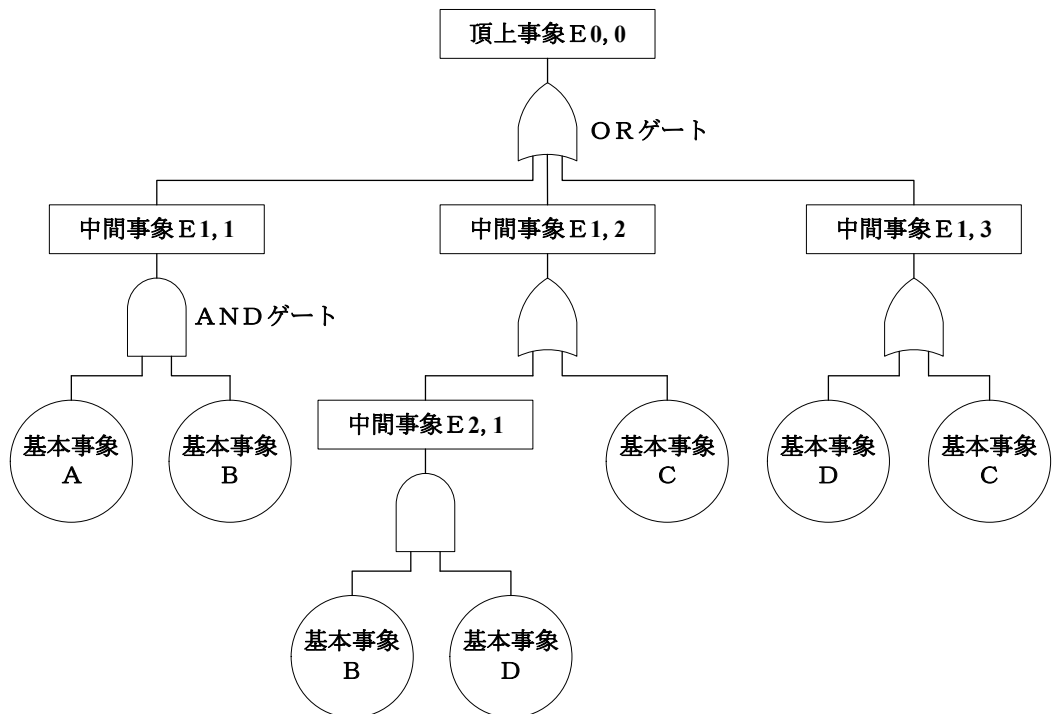 頂上事象Ｅ0, 0
ＯＲゲート
中間事象Ｅ1, 1
中間事象Ｅ1, 2
中間事象Ｅ1, 3
ＡＮＤゲート
基本事象
Ａ
基本事象
Ｂ
中間事象Ｅ2, 1
基本事象
Ｃ
基本事象
Ｄ
基本事象
Ｃ
基本事象
Ｂ
基本事象
Ｄ